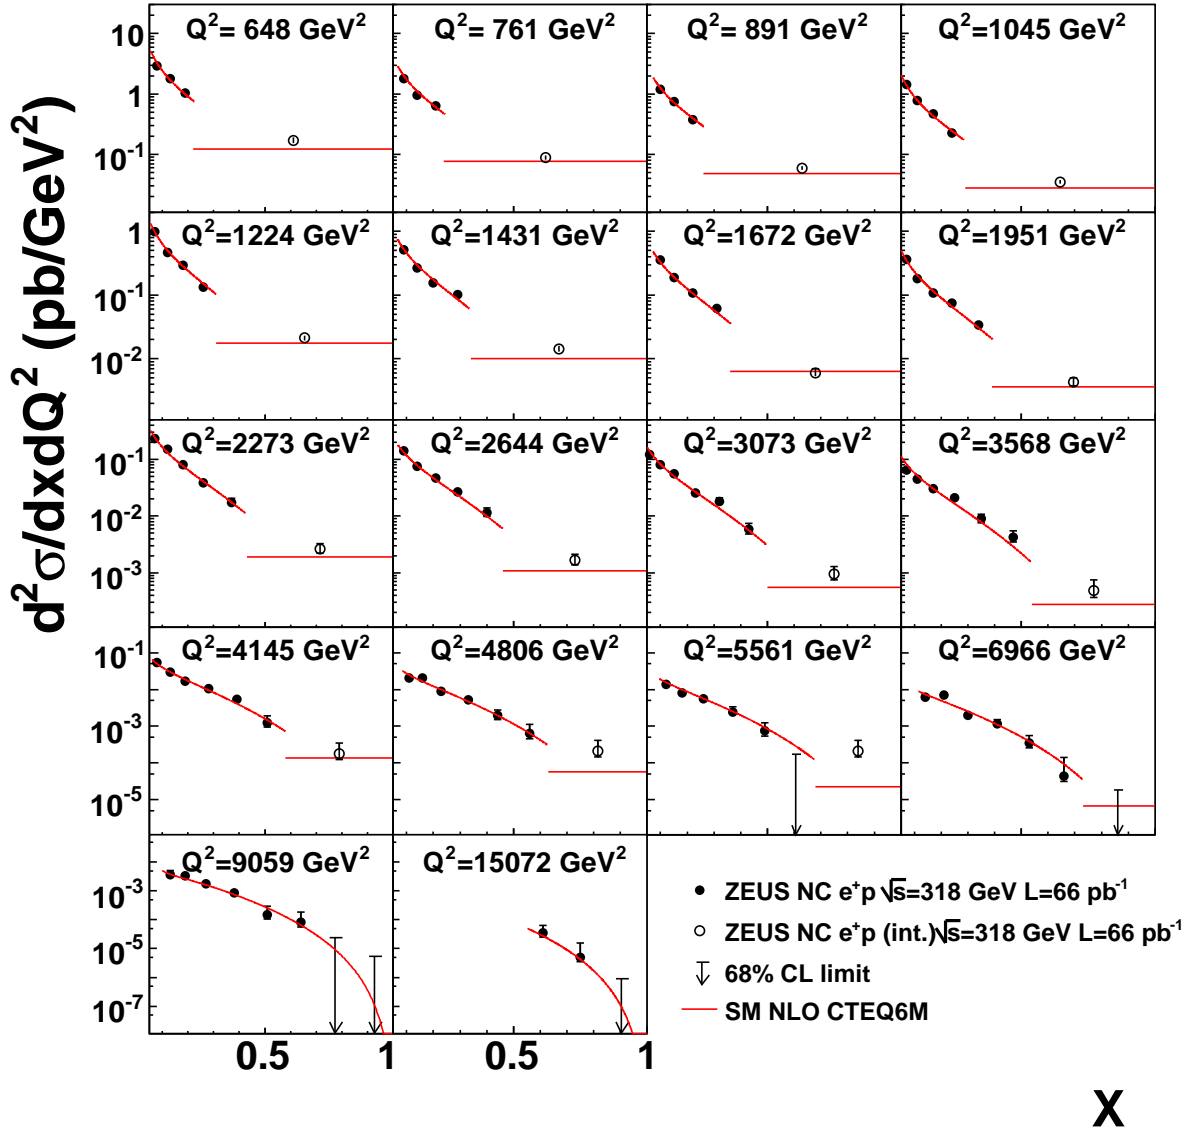 d²σ/dxdQ² (pb/GeV²)
10
1
10⁻¹
Q²= 648 GeV²
Q²= 761 GeV²
Q²= 891 GeV²
Q²=1045 GeV²
1
10⁻¹
10⁻²
Q²=1224 GeV²
Q²=1431 GeV²
Q²=1672 GeV²
Q²=1951 GeV²
10⁻¹
10⁻²
10⁻³
Q²=2273 GeV²
Q²=2644 GeV²
Q²=3073 GeV²
Q²=3568 GeV²
10⁻¹
10⁻³
10⁻⁵
Q²=4145 GeV²
Q²=4806 GeV²
Q²=5561 GeV²
Q²=6966 GeV²
10⁻³
10⁻⁵
10⁻⁷
Q²=9059 GeV²
Q²=15072 GeV²
0.5
1
0.5
1
ZEUS NC e⁺p √s=318 GeV L=66 pb⁻¹
ZEUS NC e⁺p (int.)√s=318 GeV L=66 pb⁻¹
68% CL limit
SM NLO CTEQ6M
x